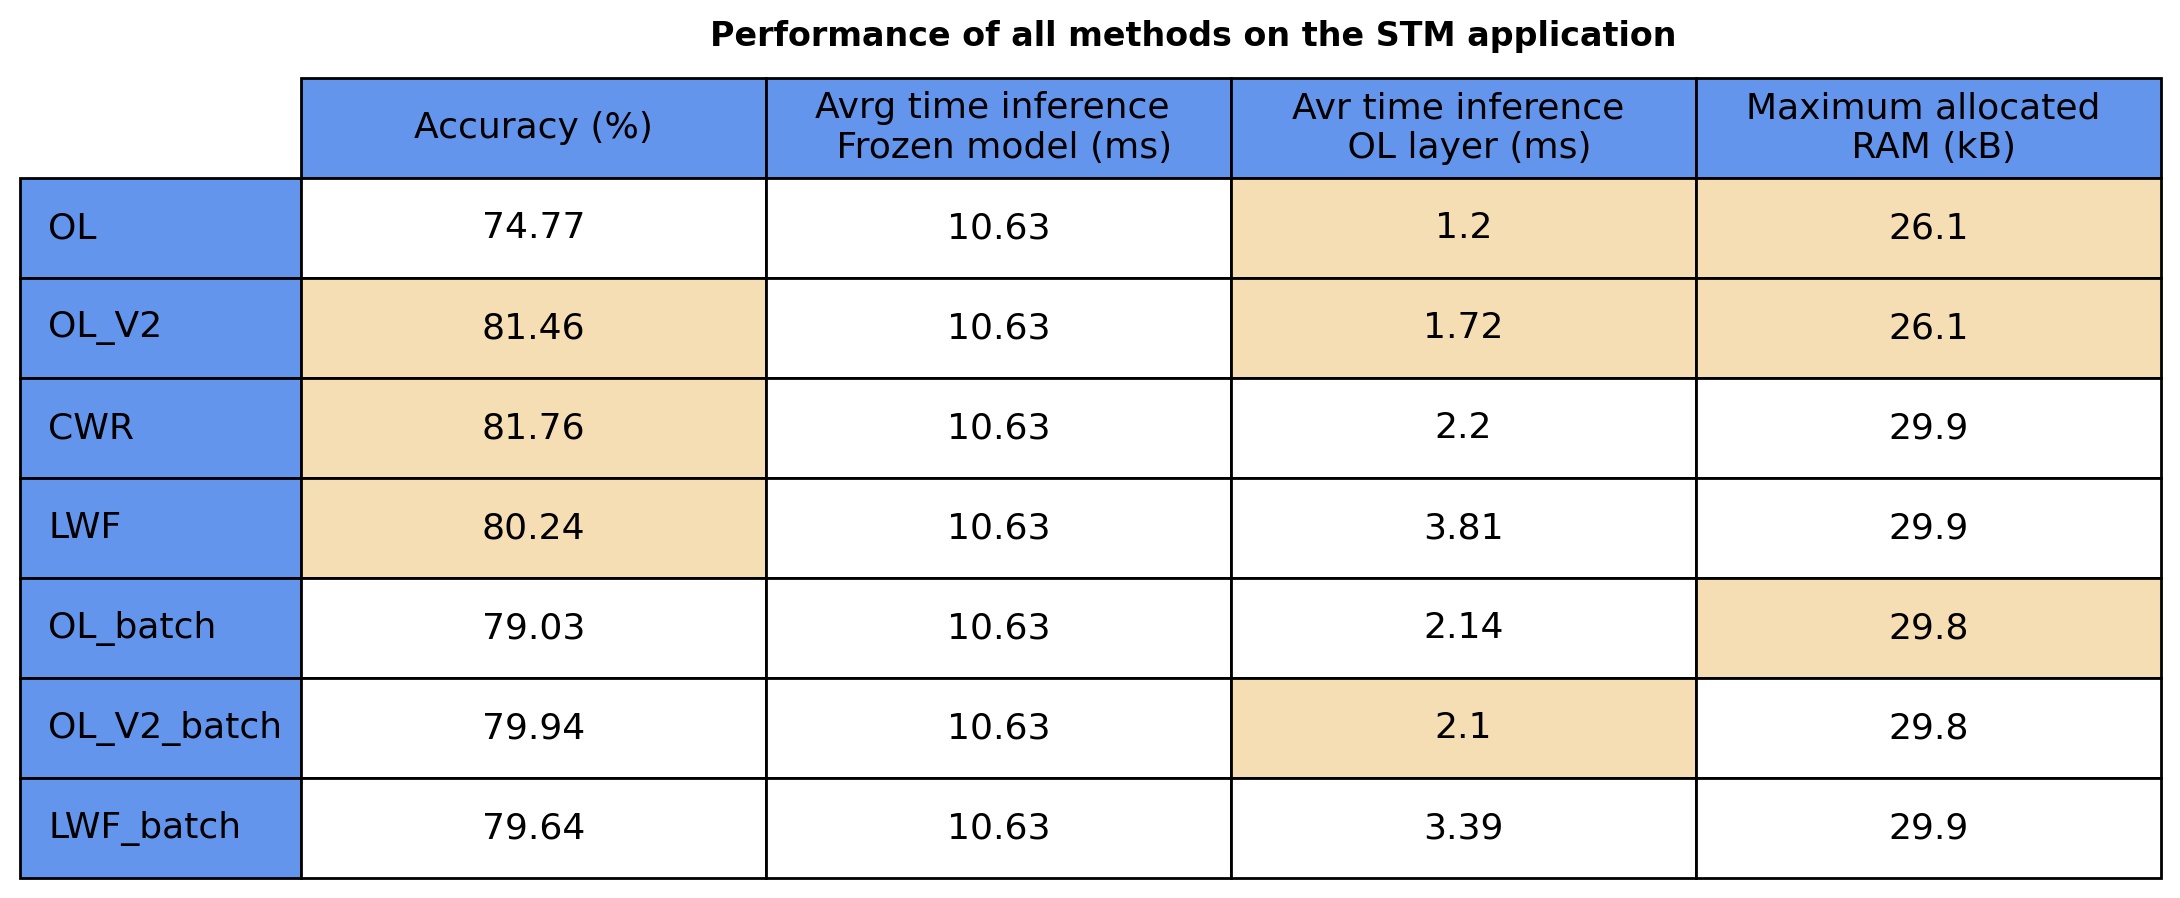 Performance of all methods on the STM application
Accuracy (%) Avrg time inference Frozen model (ms) Avr time inference OL layer (ms) Maximum allocated RAM (kB)
OL 74.77 10.63 1.2 26.1
OL_V2 81.46 10.63 1.72 26.1
CWR 81.76 10.63 2.2 29.9
LWF 80.24 10.63 3.81 29.9
OL_batch 79.03 10.63 2.14 29.8
OL_V2_batch 79.94 10.63 2.1 29.8
LWF_batch 79.64 10.63 3.39 29.9